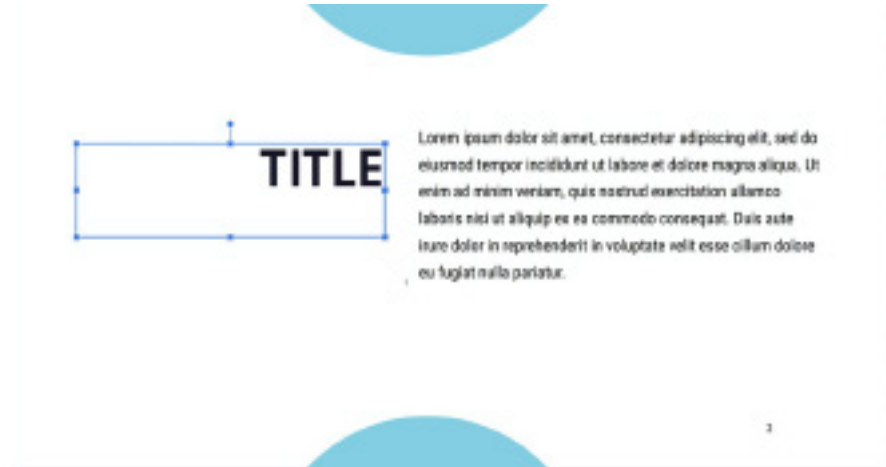 TITLE
Lorem ipsum dolor sit amet, consectetur adipiscing elit, sed do
eiusmod tempor incididunt ut labore et dolore magna aliqua. Ut
enim ad minim veniam, quis nostrud exercitation ullamco
laboris nisi ut aliquip ex ea commodo consequat. Duis aute
irure dolor in reprehenderit in voluptate velit esse cillum dolore
eu fugiat nulla pariatur.